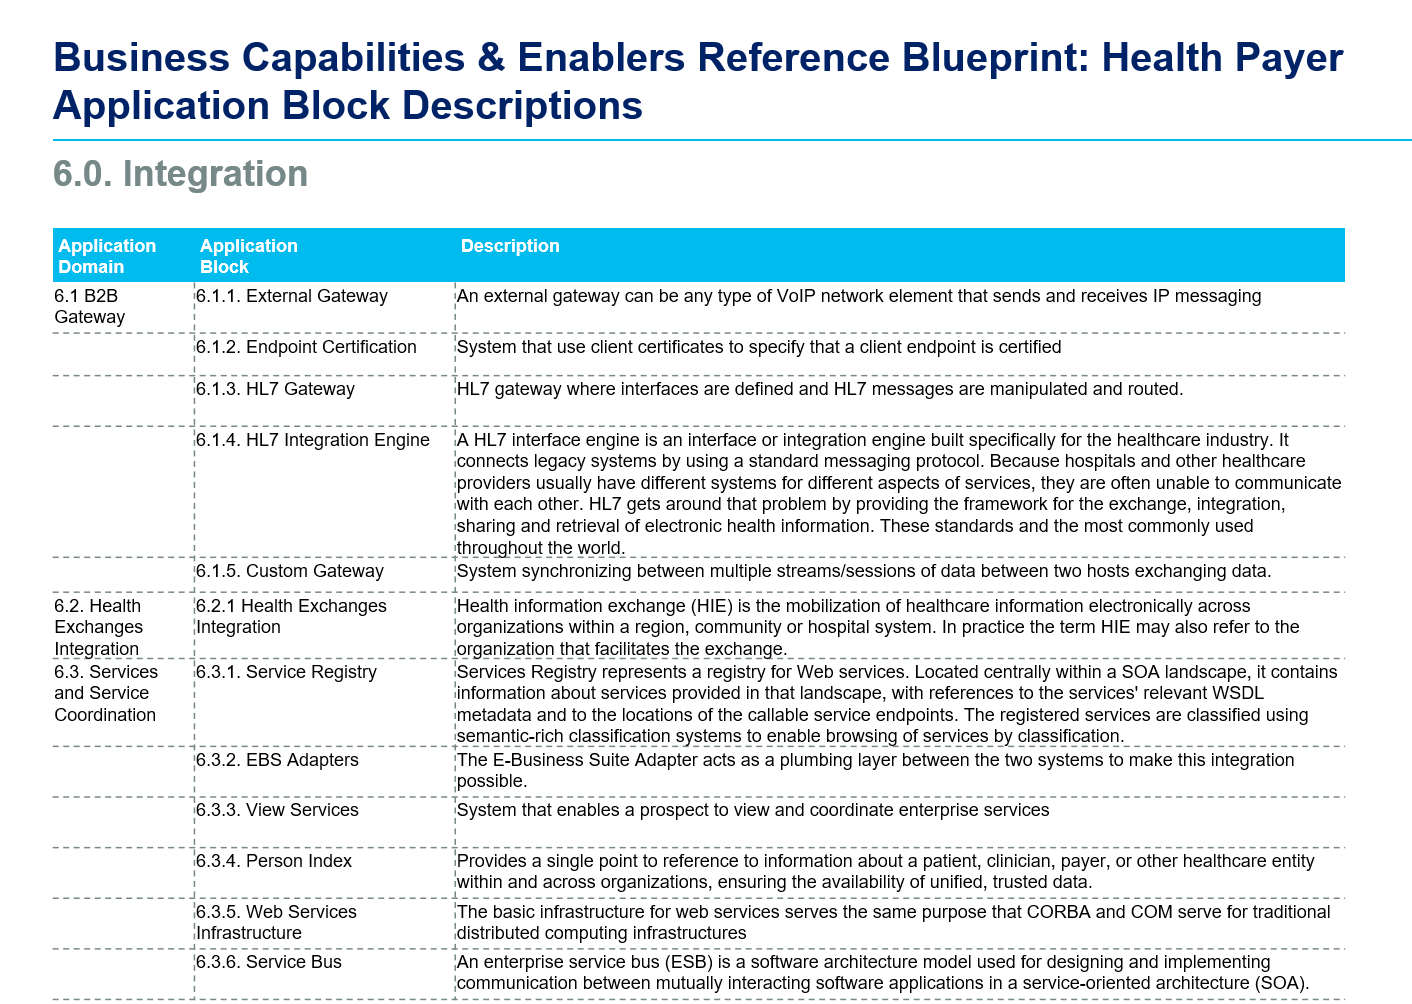 Business Capabilities & Enablers Reference Blueprint: Health Payer
Application Block Descriptions
6.0. Integration
Application
Domain
Application
Block
Description
6.1 B2B
Gateway
6.1.1. External Gateway
An external gateway can be any type of VoIP network element that sends and receives IP messaging
6.1.2. Endpoint Certification
System that use client certificates to specify that a client endpoint is certified
6.1.3. HL7 Gateway
HL7 gateway where interfaces are defined and HL7 messages are manipulated and routed.
6.1.4. HL7 Integration Engine
A HL7 interface engine is an interface or integration engine built specifically for the healthcare industry. It
connects legacy systems by using a standard messaging protocol. Because hospitals and other healthcare
providers usually have different systems for different aspects of services, they are often unable to communicate
with each other. HL7 gets around that problem by providing the framework for the exchange, integration,
sharing and retrieval of electronic health information. These standards and the most commonly used
throughout the world.
6.1.5. Custom Gateway
System synchronizing between multiple streams/sessions of data between two hosts exchanging data.
6.2. Health
Exchanges
Integration
6.2.1 Health Exchanges
Integration
Health information exchange (HIE) is the mobilization of healthcare information electronically across
organizations within a region, community or hospital system. In practice the term HIE may also refer to the
organization that facilitates the exchange.
6.3. Services
and Service
Coordination
6.3.1. Service Registry
Services Registry represents a registry for Web services. Located centrally within a SOA landscape, it contains
information about services provided in that landscape, with references to the services' relevant WSDL
metadata and to the locations of the callable service endpoints. The registered services are classified using
semantic-rich classification systems to enable browsing of services by classification.
6.3.2. EBS Adapters
The E-Business Suite Adapter acts as a plumbing layer between the two systems to make this integration
possible.
6.3.3. View Services
System that enables a prospect to view and coordinate enterprise services
6.3.4. Person Index
Provides a single point to reference to information about a patient, clinician, payer, or other healthcare entity
within and across organizations, ensuring the availability of unified, trusted data.
6.3.5. Web Services
Infrastructure
The basic infrastructure for web services serves the same purpose that CORBA and COM serve for traditional
distributed computing infrastructures
6.3.6. Service Bus
An enterprise service bus (ESB) is a software architecture model used for designing and implementing
communication between mutually interacting software applications in a service-oriented architecture (SOA).